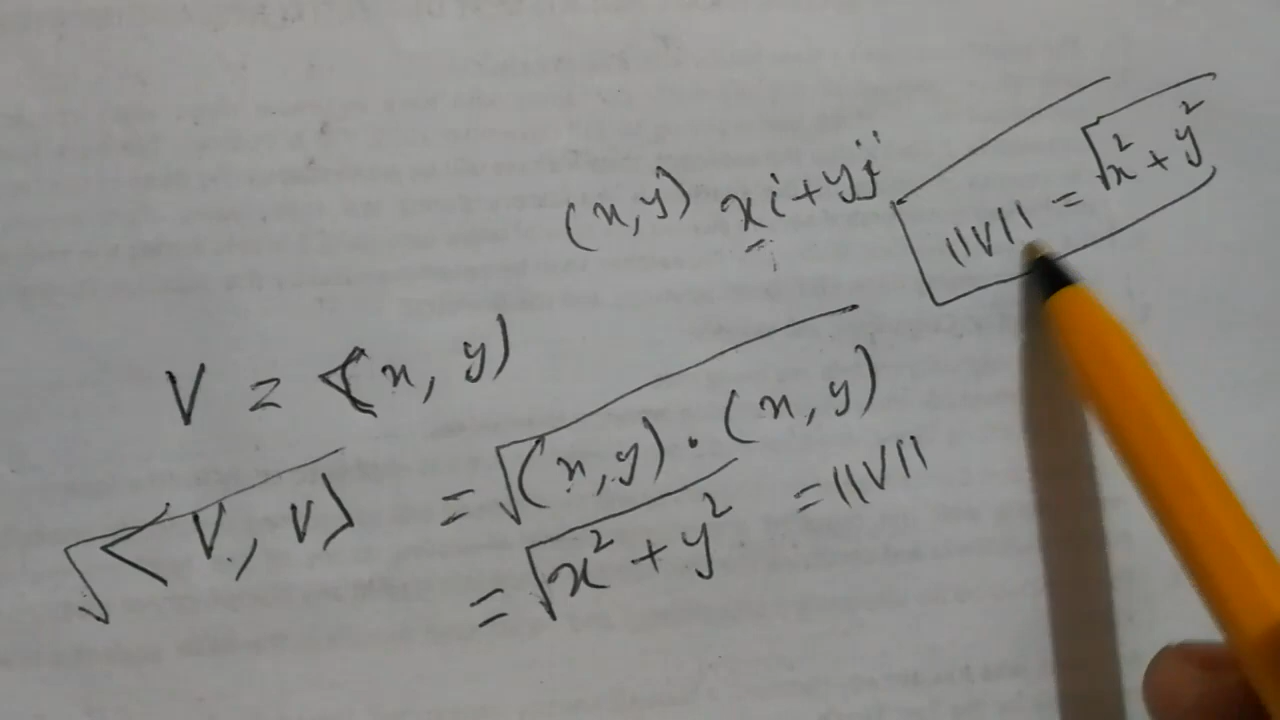 (x,y) xi+yj
||V|| = √x² + y²
V = (x, y)
√<V, V> = √(x,y) · (x, y)
= √x² + y² = ||V||